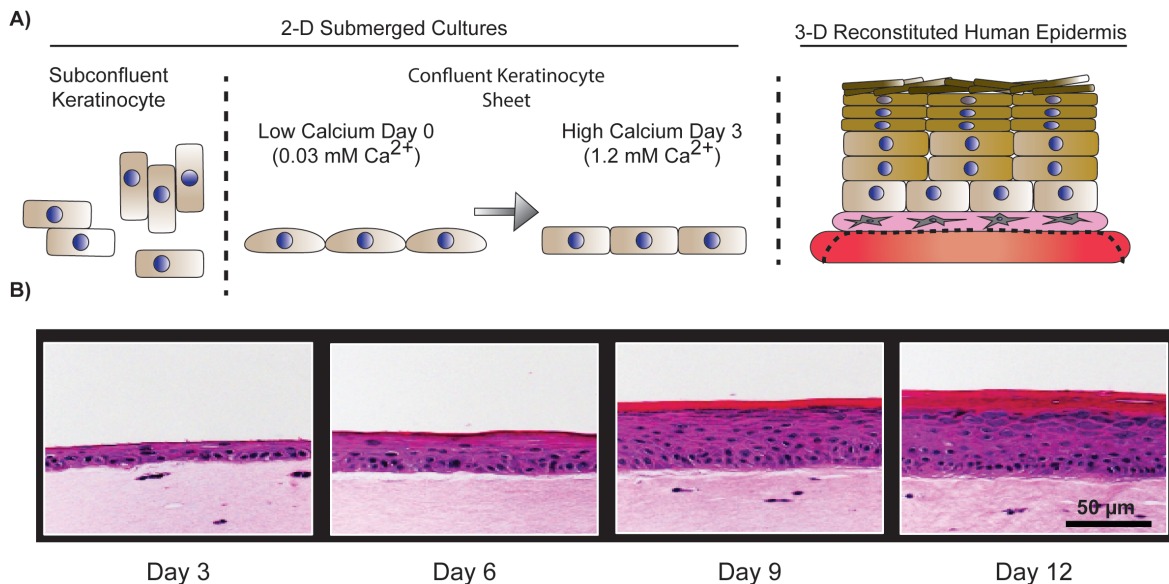 A)
2-D Submerged Cultures
3-D Reconstituted Human Epidermis
Subconfluent
Keratinocyte
Confluent Keratinocyte
Sheet
Low Calcium Day 0
(0.03 mM Ca2+)
High Calcium Day 3
(1.2 mM Ca2+)
B)
50 µm
Day 3
Day 6
Day 9
Day 12